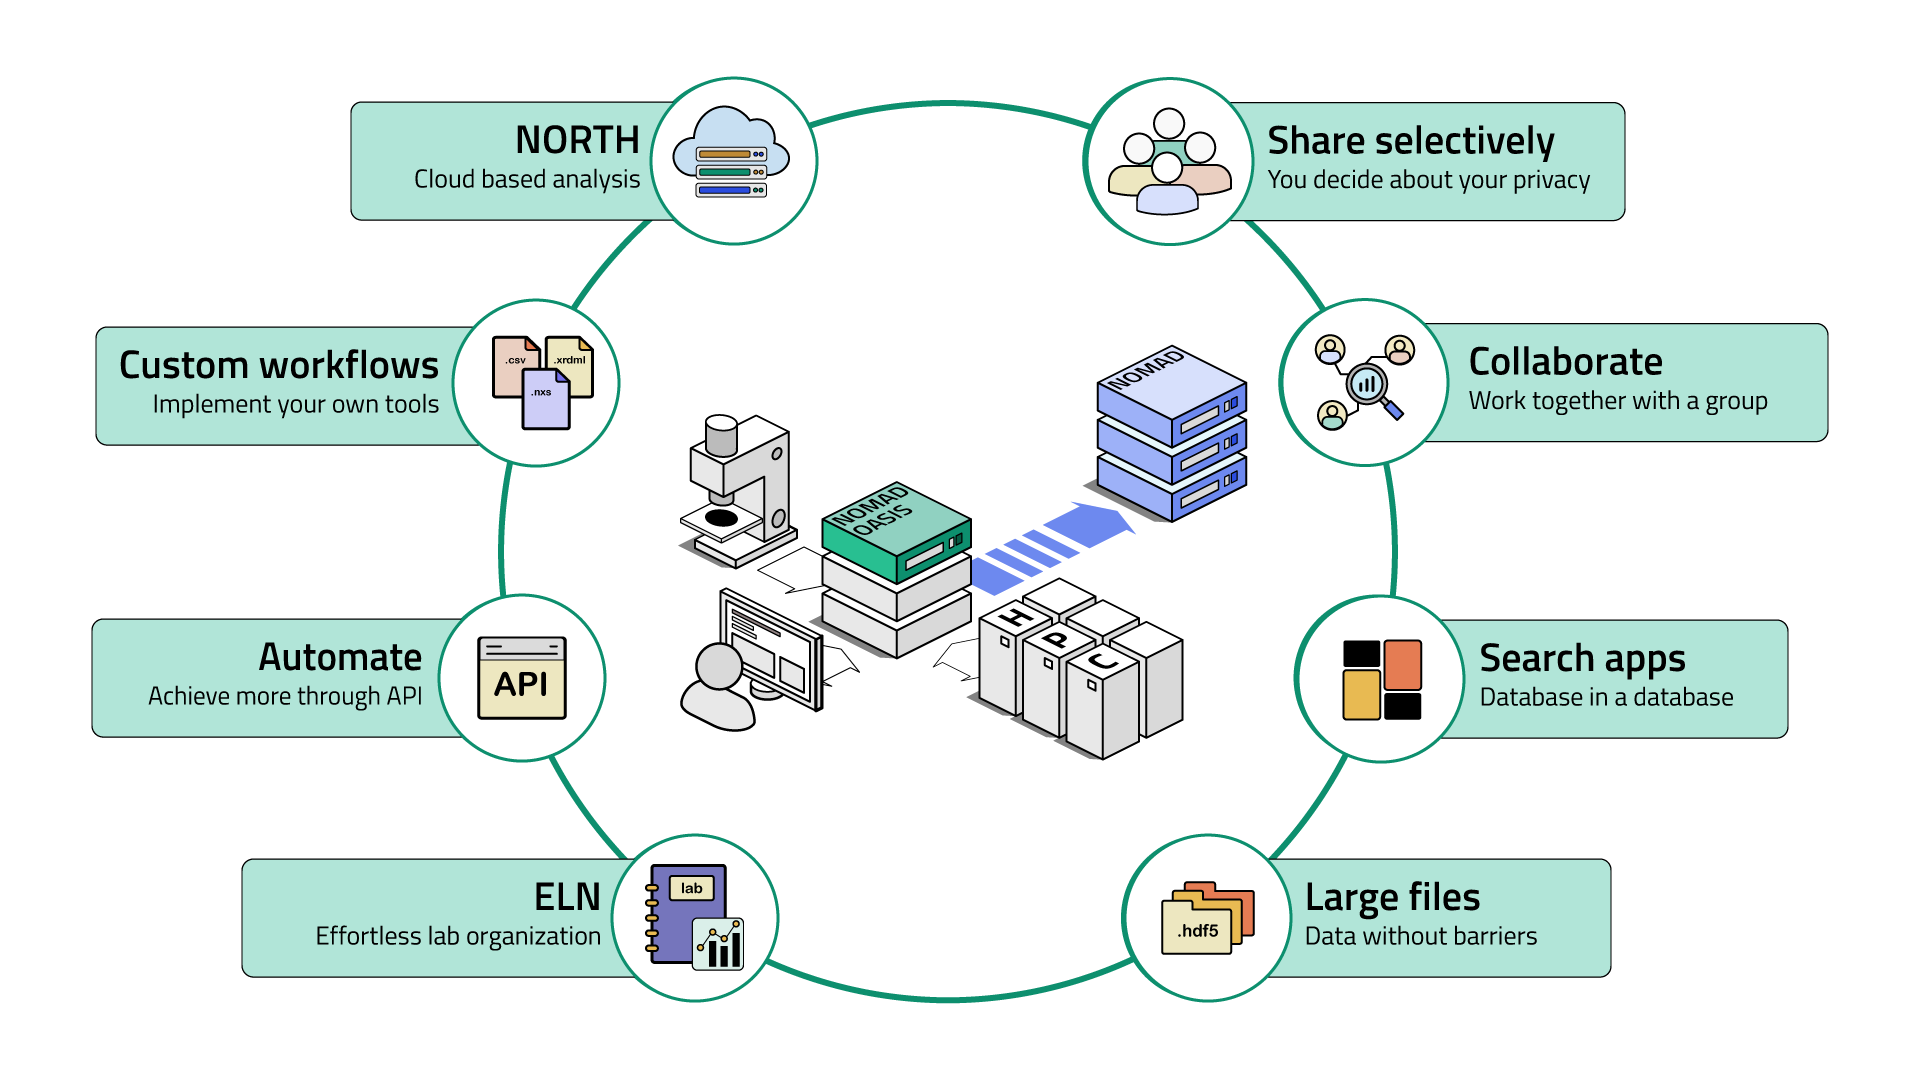 NORTH
Cloud based analysis
Share selectively
You decide about your privacy
Custom workflows
Implement your own tools
.csv
.xrdml
.nxs
Collaborate
Work together with a group
NOMAD
NOMAD
OASIS
H
P
C
Automate
Achieve more through API
API
Search apps
Database in a database
ELN
Effortless lab organization
lab
.hdf5
Large files
Data without barriers